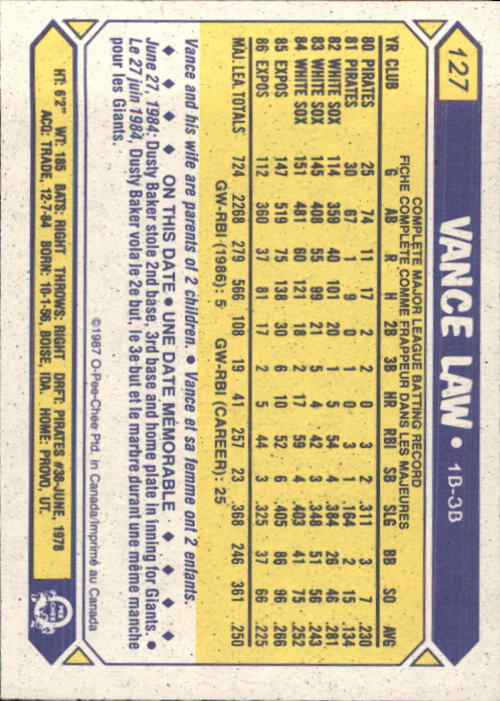 127
VANCE LAW • 1B-3B
COMPLETE MAJOR LEAGUE BATTING RECORD
FICHE COMPLETE COMME FRAPPEUR DANS LES MAJEURES
YR CLUB G AB R H 2B 3B HR RBI SB SLG BB SO AVG
80 PIRATES 25 74 11 17 2 2 0 3 2 .311 3 7 .230
81 PIRATES 30 67 1 9 0 1 0 3 1 .164 2 15 .134
82 WHITE SOX 114 359 40 101 20 1 5 54 4 .384 26 46 .281
83 WHITE SOX 145 408 55 99 21 5 4 42 3 .348 51 56 .243
84 WHITE SOX 151 481 60 121 18 2 17 59 4 .403 41 75 .252
85 EXPOS 147 519 75 138 30 6 10 52 6 .405 86 96 .266
86 EXPOS 112 360 37 81 17 2 5 44 3 .325 37 66 .225
MAJ. LEA. TOTALS 724 2268 279 566 108 19 41 257 23 .368 246 361 .250
GW-RBI (1986): 5 GW-RBI (CAREER): 25
Vance and his wife are parents of 2 children. • Vance et sa femme ont 2 enfants.
ON THIS DATE • UNE DATE MÉMORABLE
June 27, 1984: Dusty Baker stole 2nd base, 3rd base and home plate in inning for Giants. •
Le 27 juin 1984, Dusty Baker vola le 2e but, le 3e but et le marbre durant une même manche
pour les Giants.
©1987 O-Pee-Chee Ptd. in Canada/Imprimé au Canada
HT: 6'2" WT: 185 BATS: RIGHT THROWS: RIGHT DRFT: PIRATES #38-JUNE, 1978
ACQ: TRADE, 12-7-84 BORN: 10-1-56, BOISE, IDA. HOME: PROVO, UT.
O
PEE
CHEE